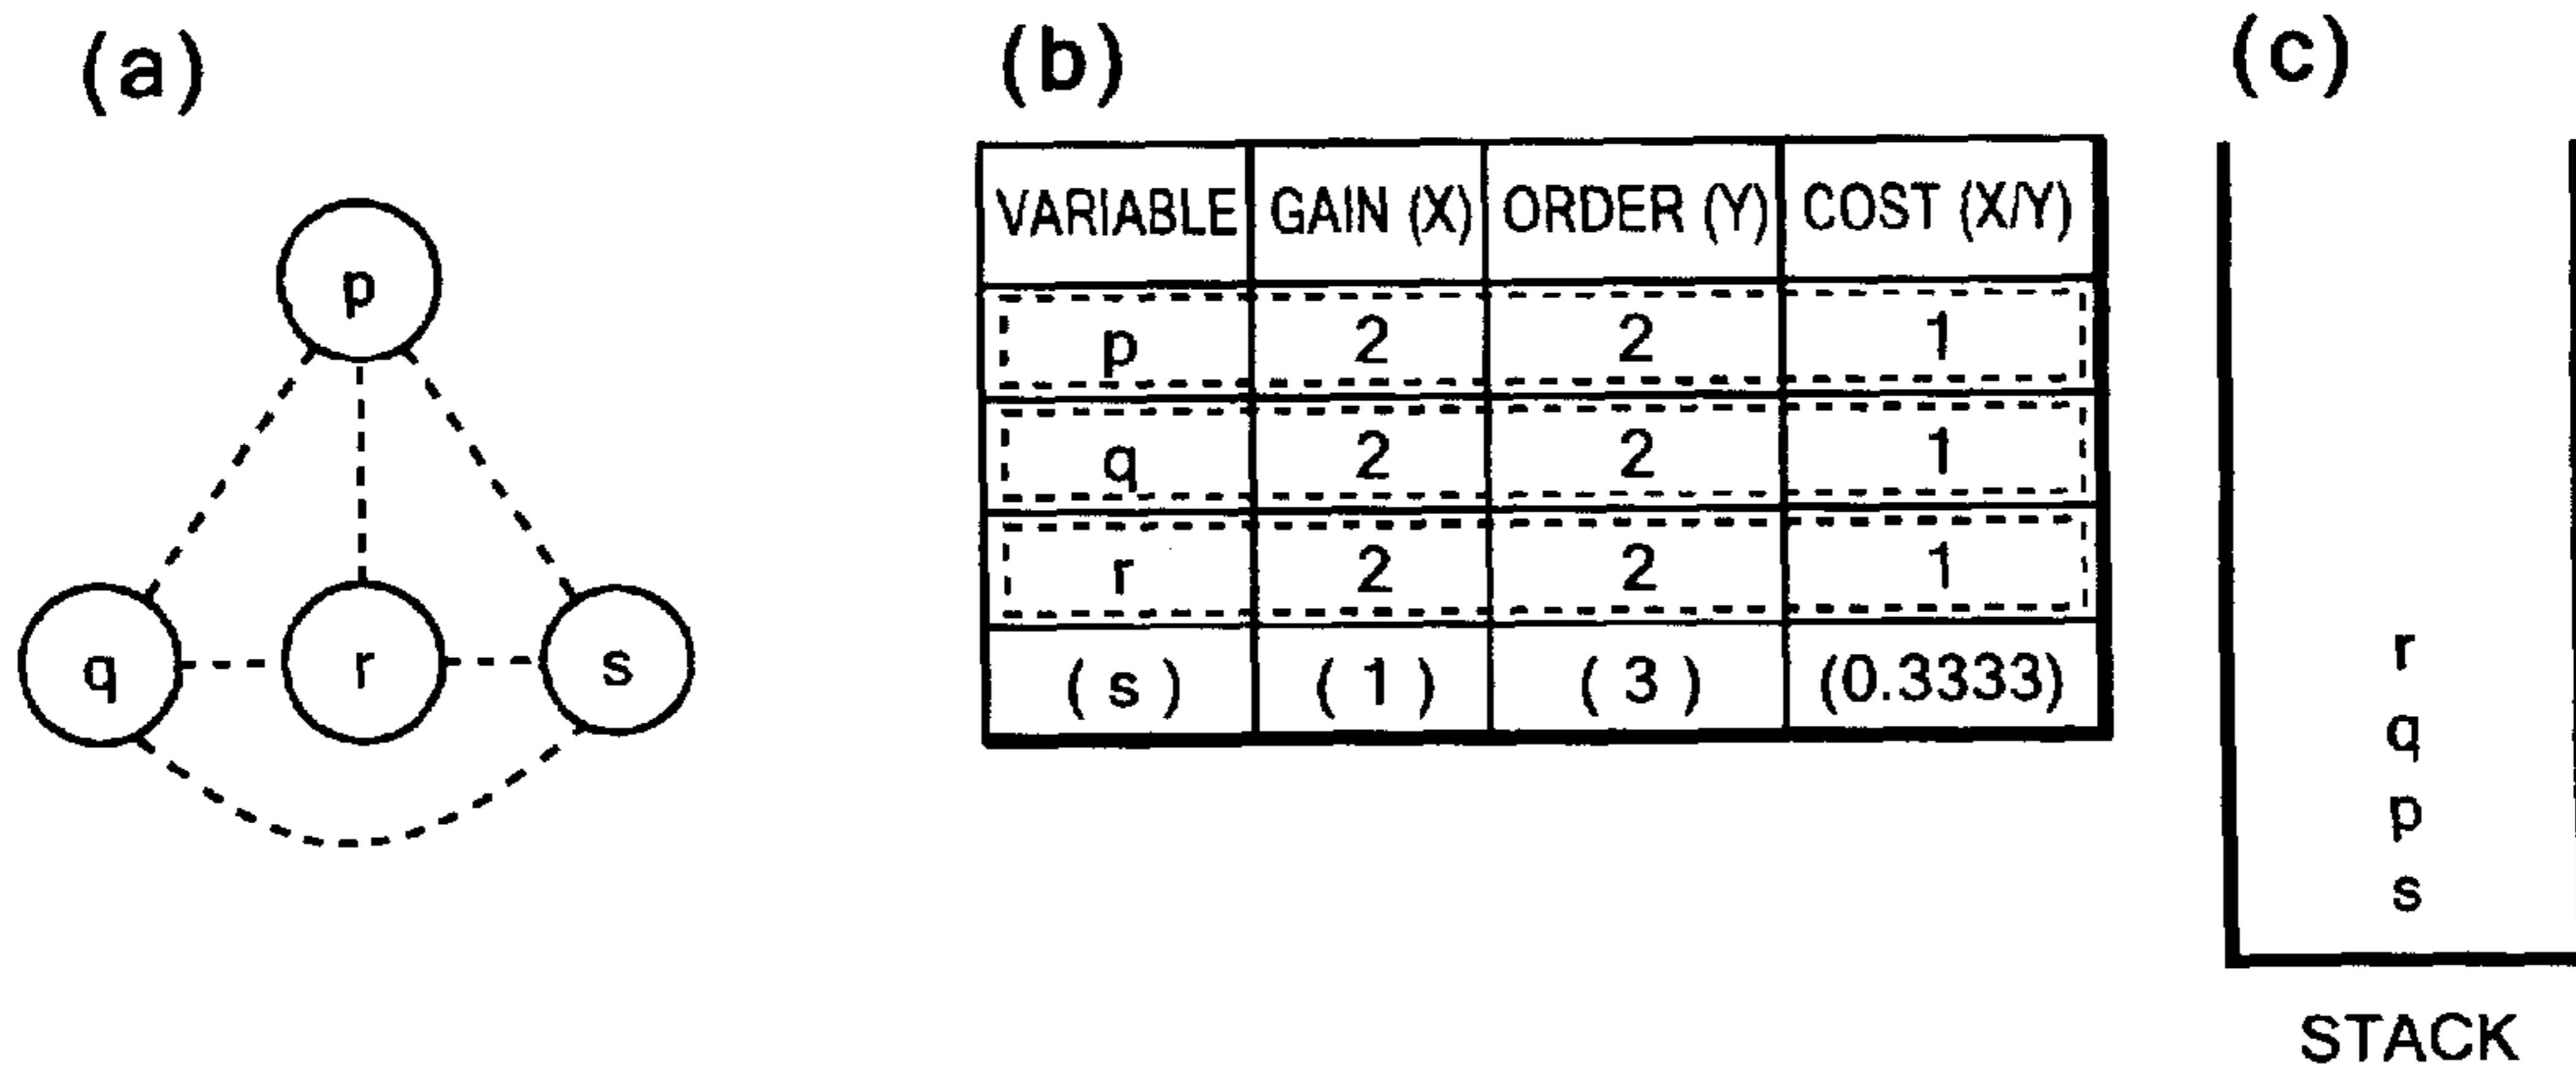 (a)
p
q r s
(b)
VARIABLE GAIN (X) ORDER (Y) COST (X/Y)
p 2 2 1
q 2 2 1
r 2 2 1
( s ) ( 1 ) ( 3 ) (0.3333)
(c)
r
q
p
s
STACK